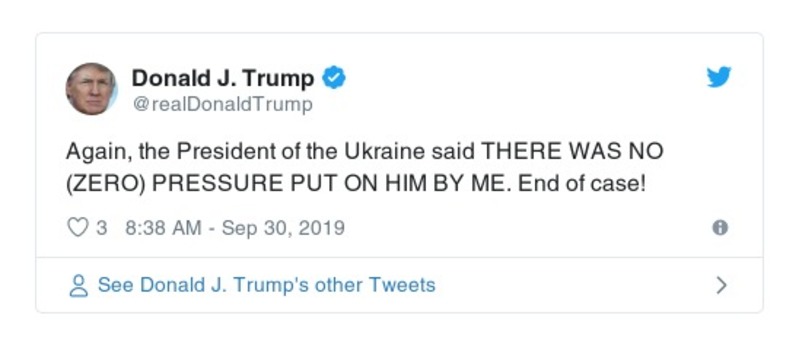 Donald J. Trump
@realDonaldTrump
Again, the President of the Ukraine said THERE WAS NO
(ZERO) PRESSURE PUT ON HIM BY ME. End of case!
3 8:38 AM - Sep 30, 2019
See Donald J. Trump's other Tweets